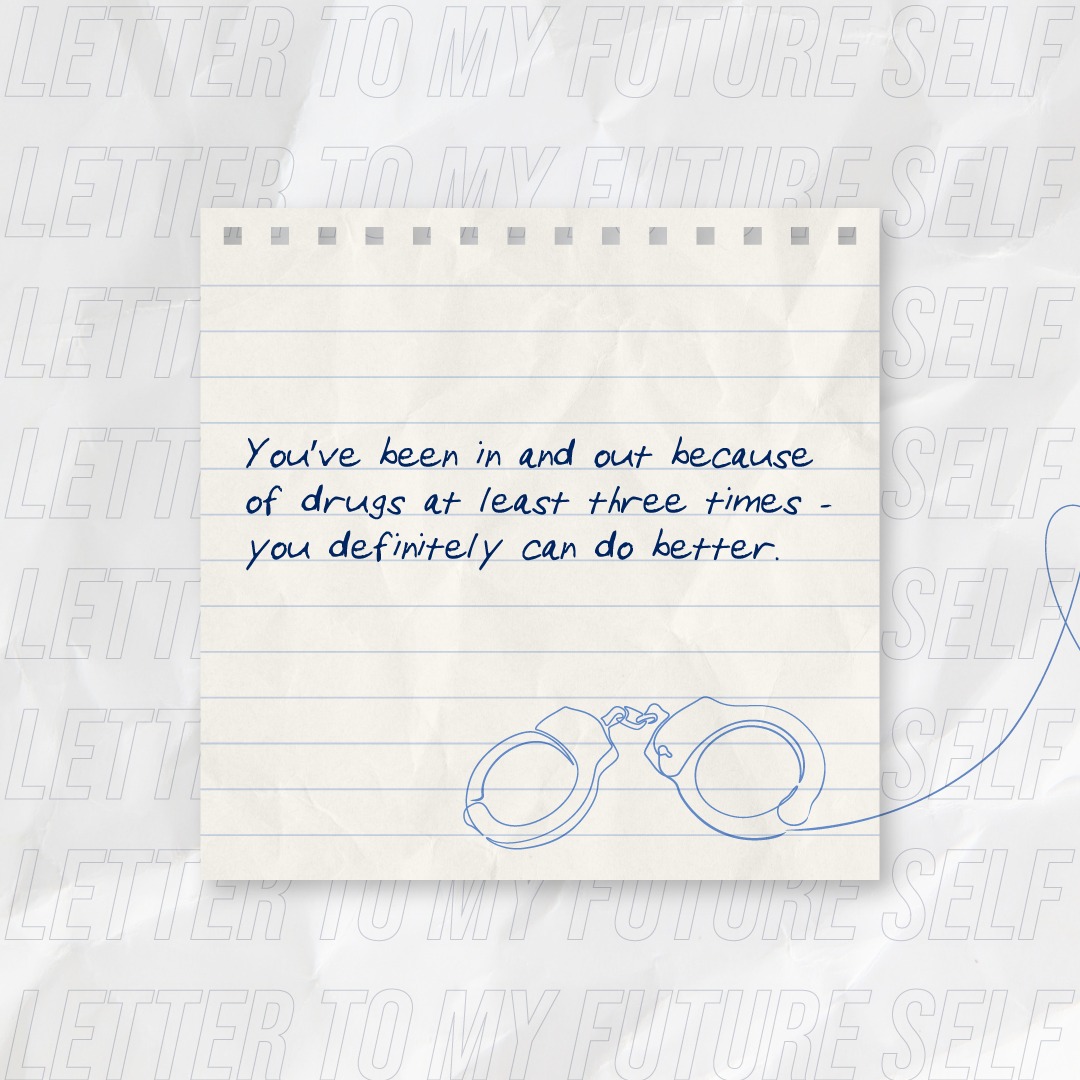 LETTER TO MY FUTURE SELF
LETTER TO MY FUTURE SELF
LETTER SELF
You've been in and out because
of drugs at least three times -
you definitely can do better.
LETTER SELF
LETTER SELF
LETTER SELF
LETTER TO MY FUTURE SELF
LETTER TO MY FUTURE SELF